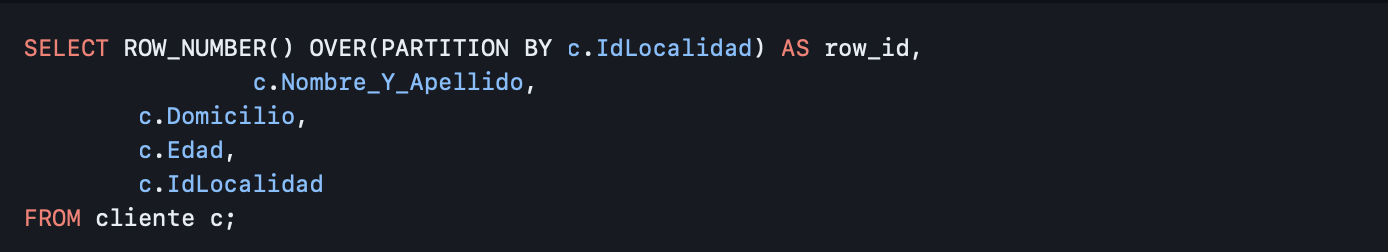 SELECT ROW_NUMBER() OVER(PARTITION BY c.IdLocalidad) AS row_id,
c.Nombre_Y_Apellido,
c.Domicilio,
c.Edad,
c.IdLocalidad
FROM cliente c;